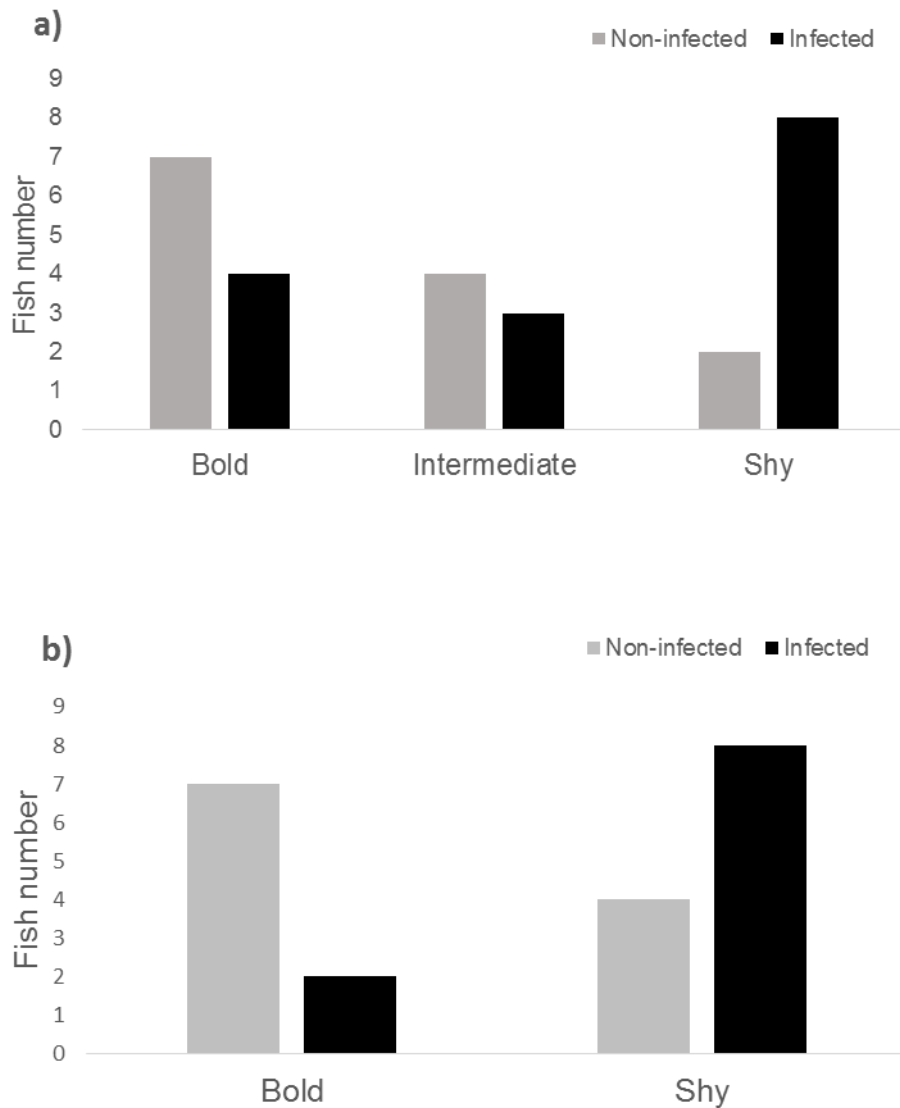 a)
Non-infected Infected
9
8
7
6
5
4
3
2
1
0
Fish number
Bold Intermediate Shy
b)
Non-infected Infected
9
8
7
6
5
4
3
2
1
0
Fish number
Bold Shy